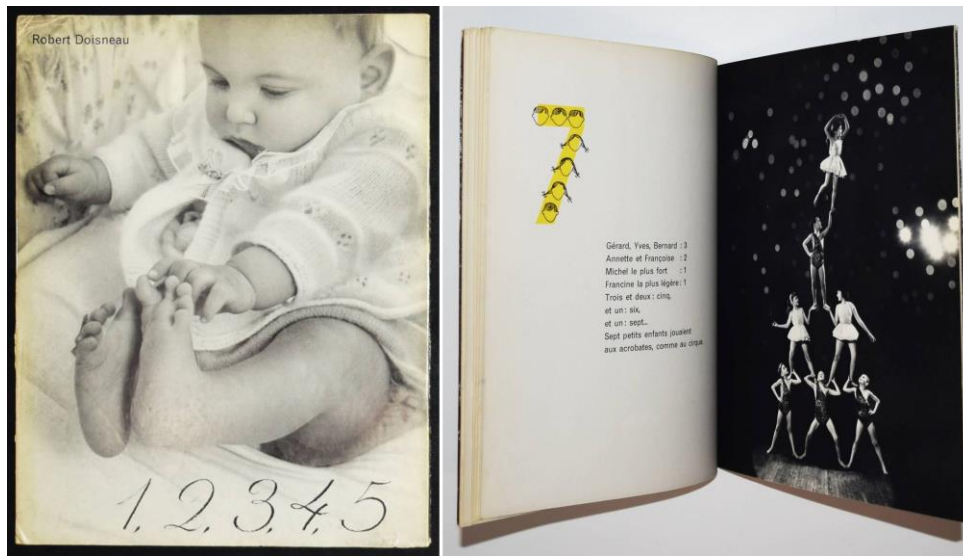 Robert Doisneau
1, 2, 3, 4, 5
7
Gérard, Yves, Bernard : 3
Annette et Françoise : 2
Michel le plus fort : 1
Francine la plus légère : 1
Trois et deux : cinq,
et un : six,
et un : sept...
Sept petits enfants jouaient
aux acrobates, comme au cirque.